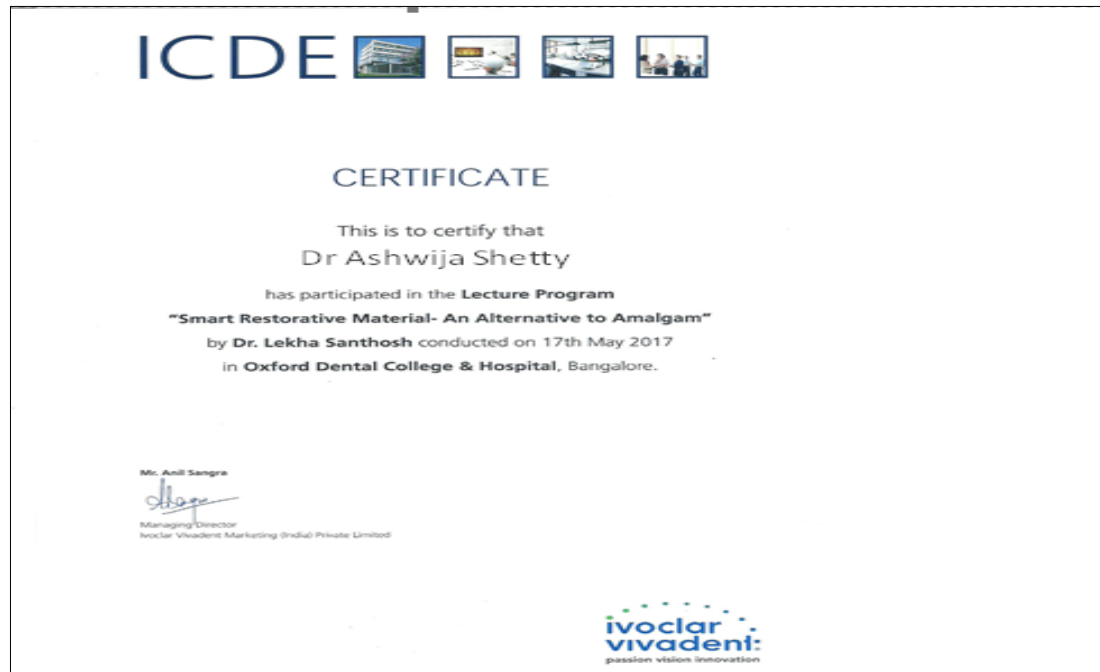 ICDE
CERTIFICATE
This is to certify that
Dr Ashwija Shetty
has participated in the Lecture Program
"Smart Restorative Material- An Alternative to Amalgam"
by Dr. Lekha Santhosh conducted on 17th May 2017
in Oxford Dental College & Hospital, Bangalore.
Mr. Anil Sangra
Managing Director
Ivoclar Vivadent Marketing (India) Private Limited
ivoclar
vivadent:
passion vision innovation